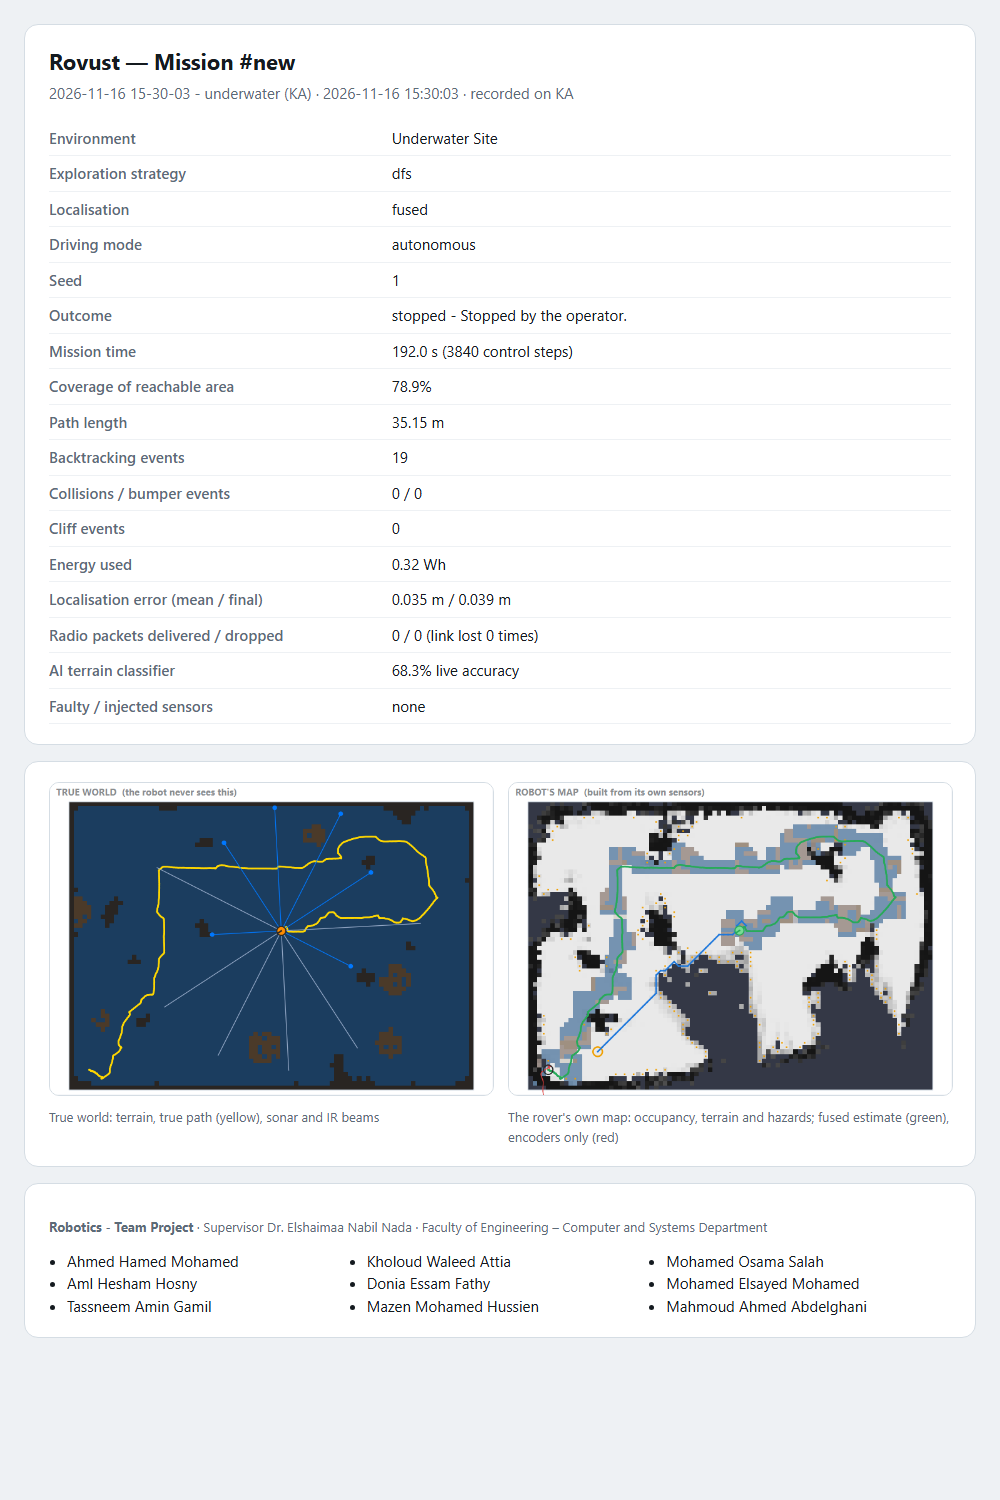 Rovust — Mission #new
2026-11-16 15-30-03 - underwater (KA) · 2026-11-16 15:30:03 · recorded on KA
Environment Underwater Site
Exploration strategy dfs
Localisation fused
Driving mode autonomous
Seed 1
Outcome stopped - Stopped by the operator.
Mission time 192.0 s (3840 control steps)
Coverage of reachable area 78.9%
Path length 35.15 m
Backtracking events 19
Collisions / bumper events 0 / 0
Cliff events 0
Energy used 0.32 Wh
Localisation error (mean / final) 0.035 m / 0.039 m
Radio packets delivered / dropped 0 / 0 (link lost 0 times)
AI terrain classifier 68.3% live accuracy
Faulty / injected sensors none
TRUE WORLD (the robot never sees this)
ROBOT'S MAP (built from its own sensors)
True world: terrain, true path (yellow), sonar and IR beams
The rover's own map: occupancy, terrain and hazards; fused estimate (green),
encoders only (red)
Robotics - Team Project · Supervisor Dr. Elshaimaa Nabil Nada · Faculty of Engineering – Computer and Systems Department
• Ahmed Hamed Mohamed
• Aml Hesham Hosny
• Tassneem Amin Gamil
• Kholoud Waleed Attia
• Donia Essam Fathy
• Mazen Mohamed Hussien
• Mohamed Osama Salah
• Mohamed Elsayed Mohamed
• Mahmoud Ahmed Abdelghani